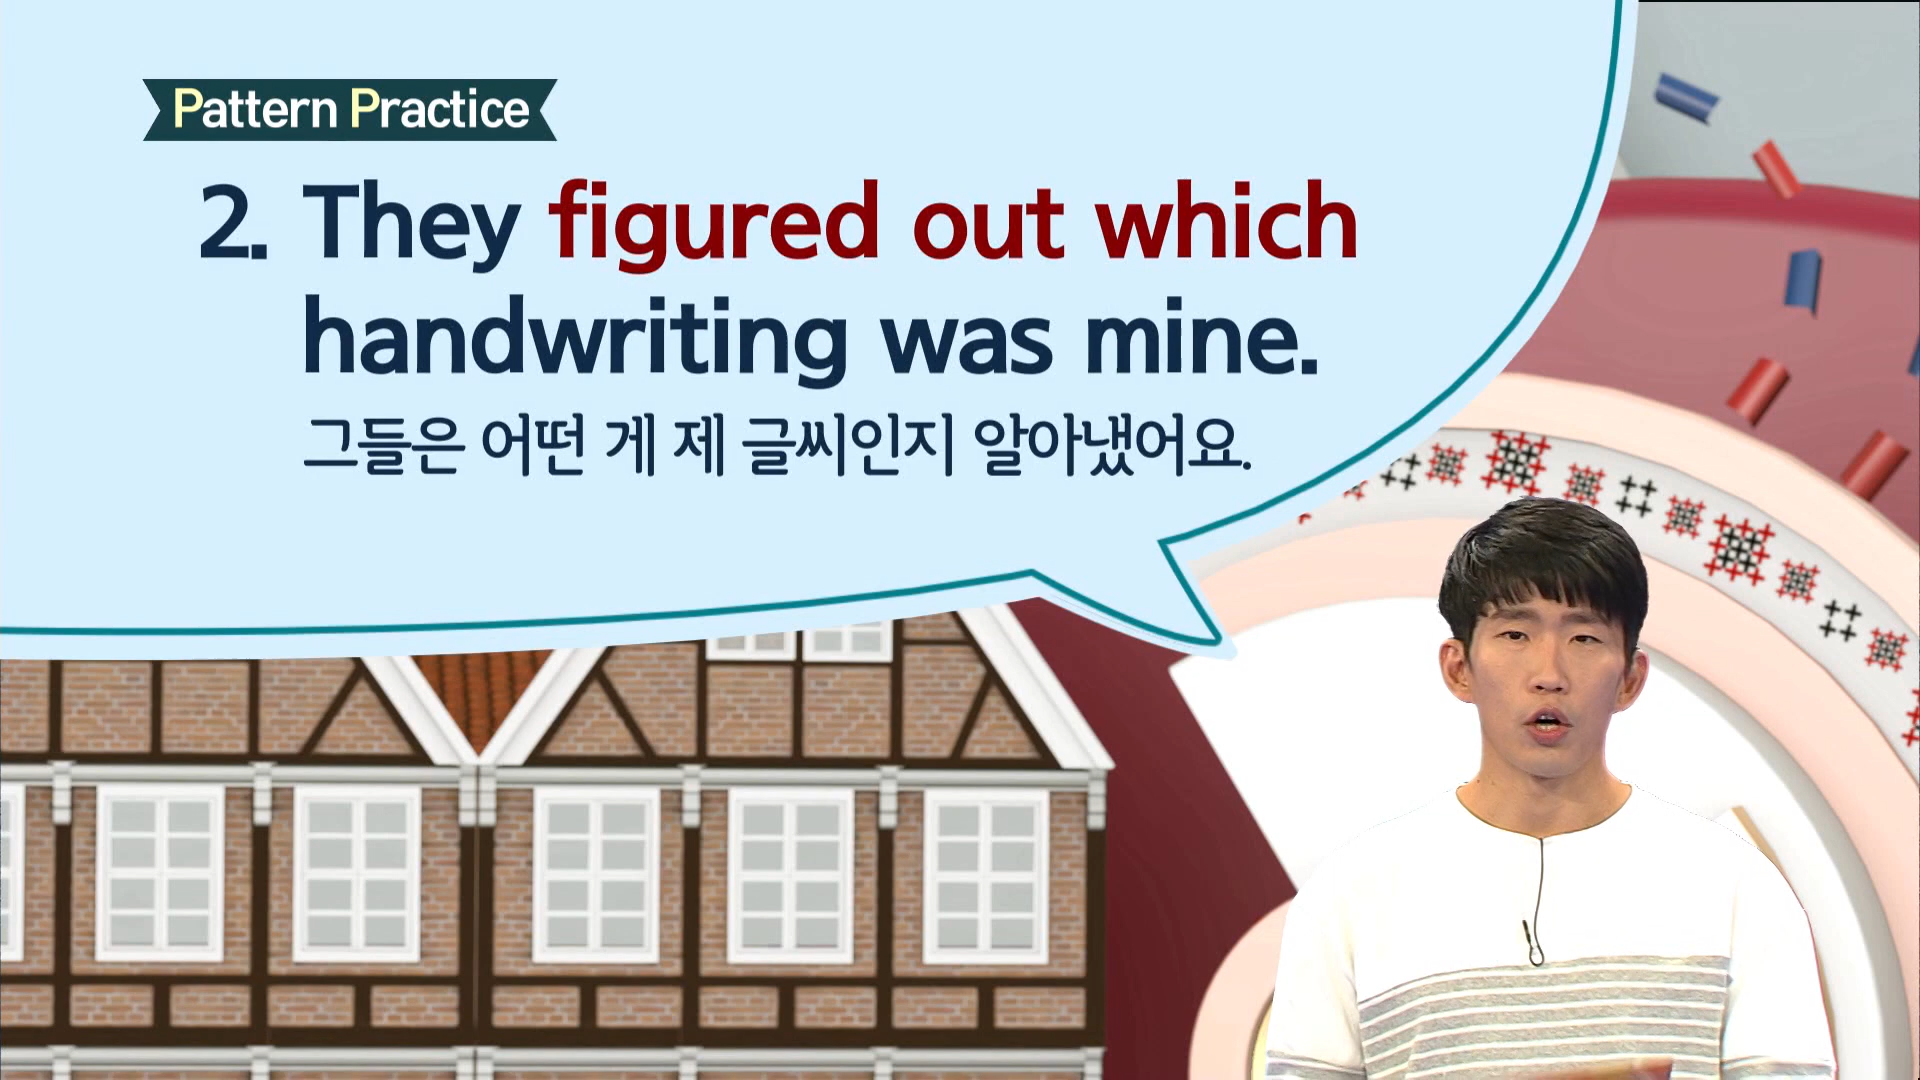 Pattern Practice
2. They figured out which
handwriting was mine.
그들은 어떤 게 제 글씨인지 알아냈어요.